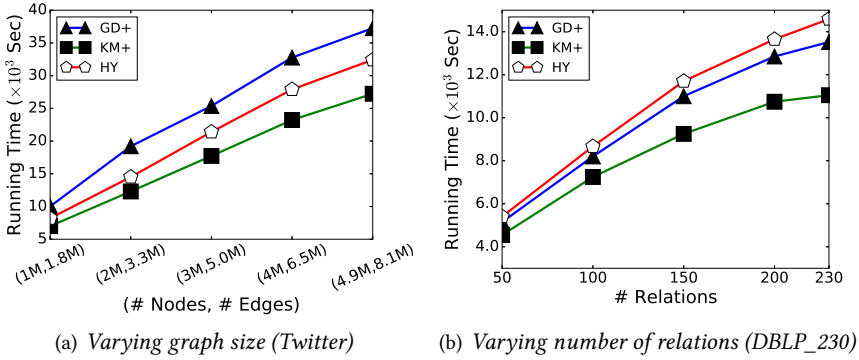 40
35
30
25
20
15
10
5
Running Time (×10³ Sec)
GD+
KM+
HY
(1M,1.8M)
(2M,3.3M)
(3M,5.0M)
(4M,6.5M)
(4.9M,8.1M)
(# Nodes, # Edges)
(a) Varying graph size (Twitter)
14.0
12.0
10.0
8.0
6.0
4.0
Running Time (×10³ Sec)
GD+
KM+
HY
50
100
150
200
230
# Relations
(b) Varying number of relations (DBLP_230)